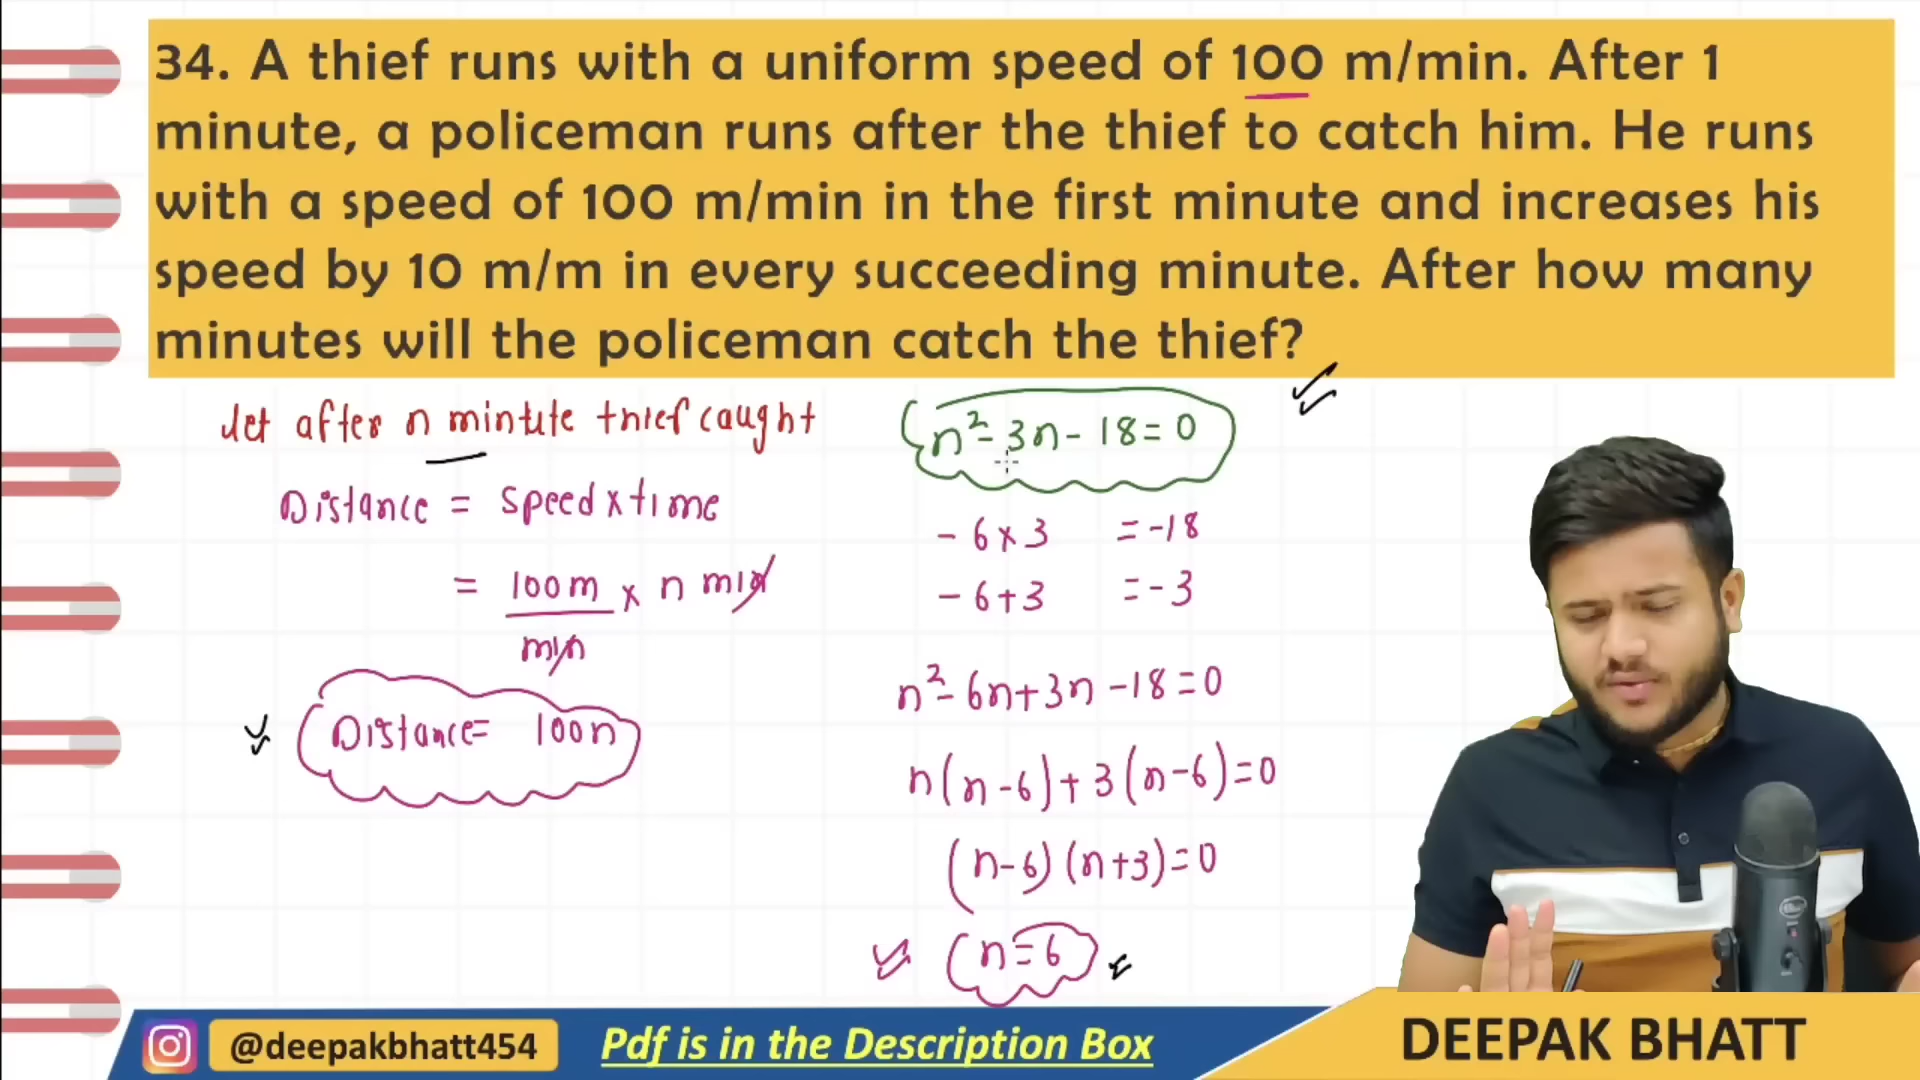 34. A thief runs with a uniform speed of 100 m/min. After 1
minute, a policeman runs after the thief to catch him. He runs
with a speed of 100 m/min in the first minute and increases his
speed by 10 m/m in every succeeding minute. After how many
minutes will the policeman catch the thief?
Let after n mintute thief caught
Distance = speed x time
= 100m/min x n min
Distance= 100n
n²-3n-18=0
-6x3 =-18
-6+3 =-3
n²-6n+3n-18=0
n(n-6)+3(n-6)=0
(n-6)(n+3)=0
n=6
@deepakbhatt454
Pdf is in the Description Box
DEEPAK BHATT